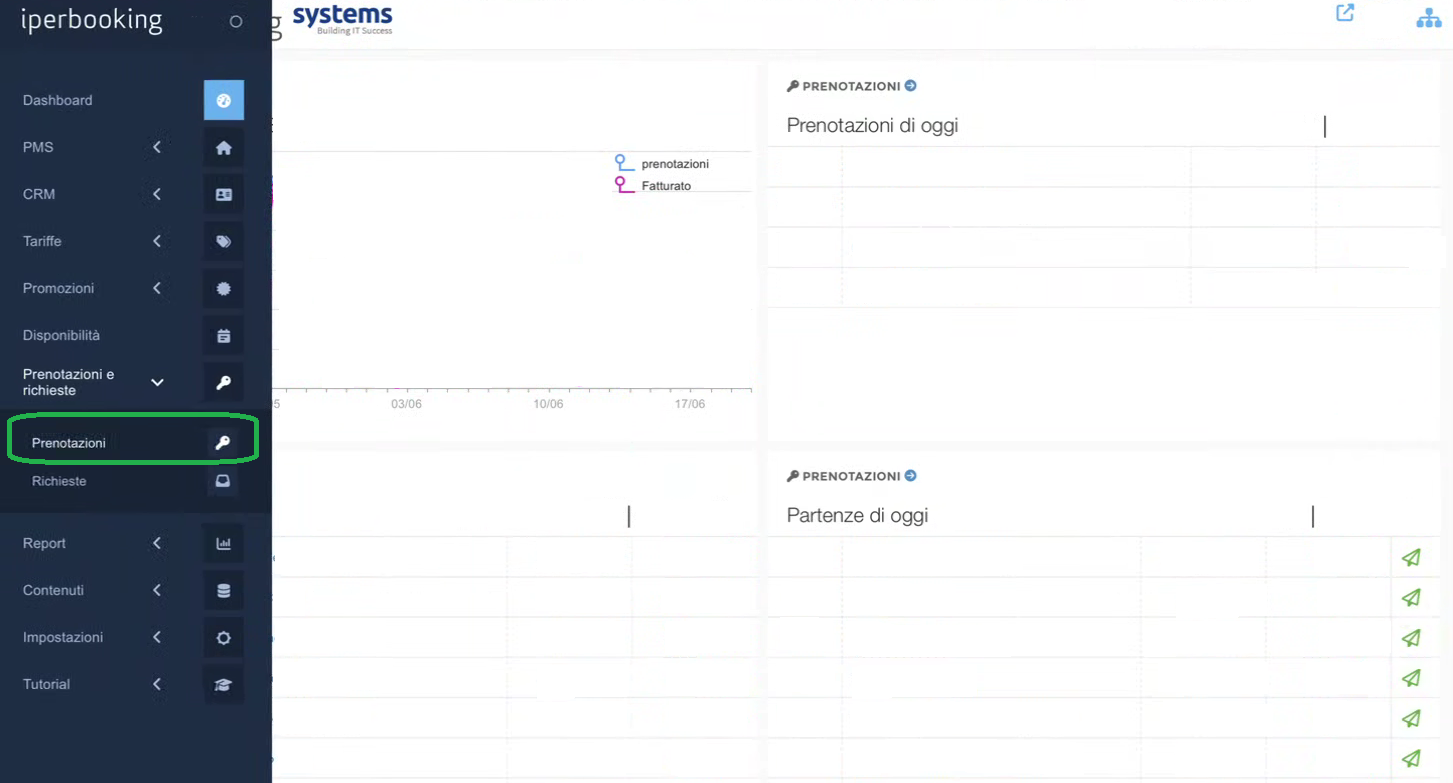 iperbooking
g
systems
Building IT Success
Dashboard
PMS
CRM
Tariffe
Promozioni
Disponibilità
Prenotazioni e
richieste
Prenotazioni
Richieste
Report
Contenuti
Impostazioni
Tutorial
prenotazioni
Fatturato
5
03/06
10/06
17/06
PRENOTAZIONI
Prenotazioni di oggi
PRENOTAZIONI
Partenze di oggi